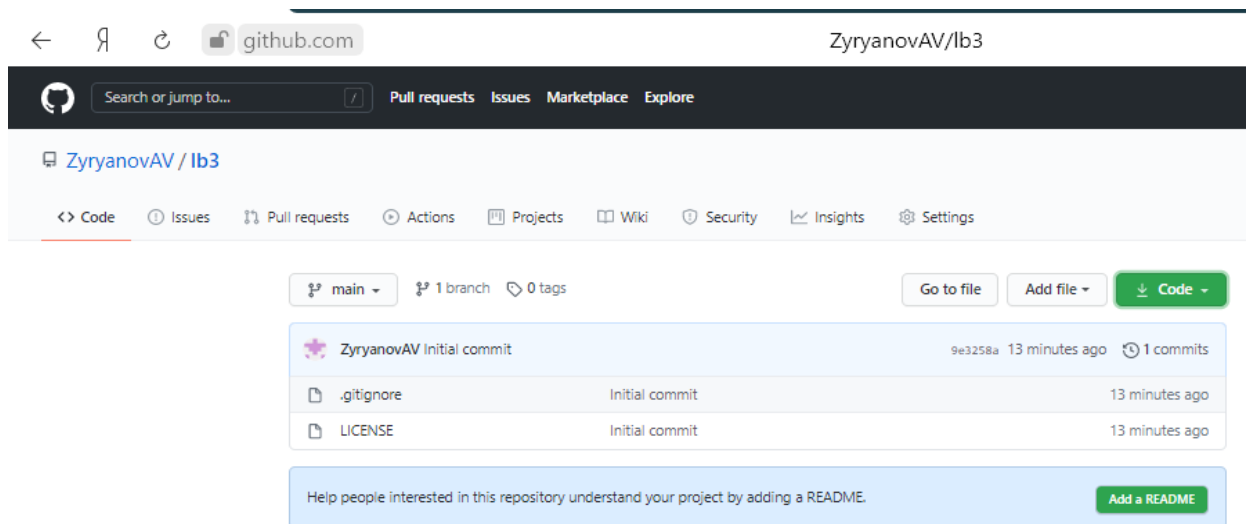 Я github.com ZyryanovAV/lb3
Search or jump to... / Pull requests Issues Marketplace Explore
ZyryanovAV / lb3
<> Code Issues Pull requests Actions Projects Wiki Security Insights Settings
main 1 branch 0 tags Go to file Add file Code
ZyryanovAV Initial commit 9e3258a 13 minutes ago 1 commits
.gitignore Initial commit 13 minutes ago
LICENSE Initial commit 13 minutes ago
Help people interested in this repository understand your project by adding a README. Add a README